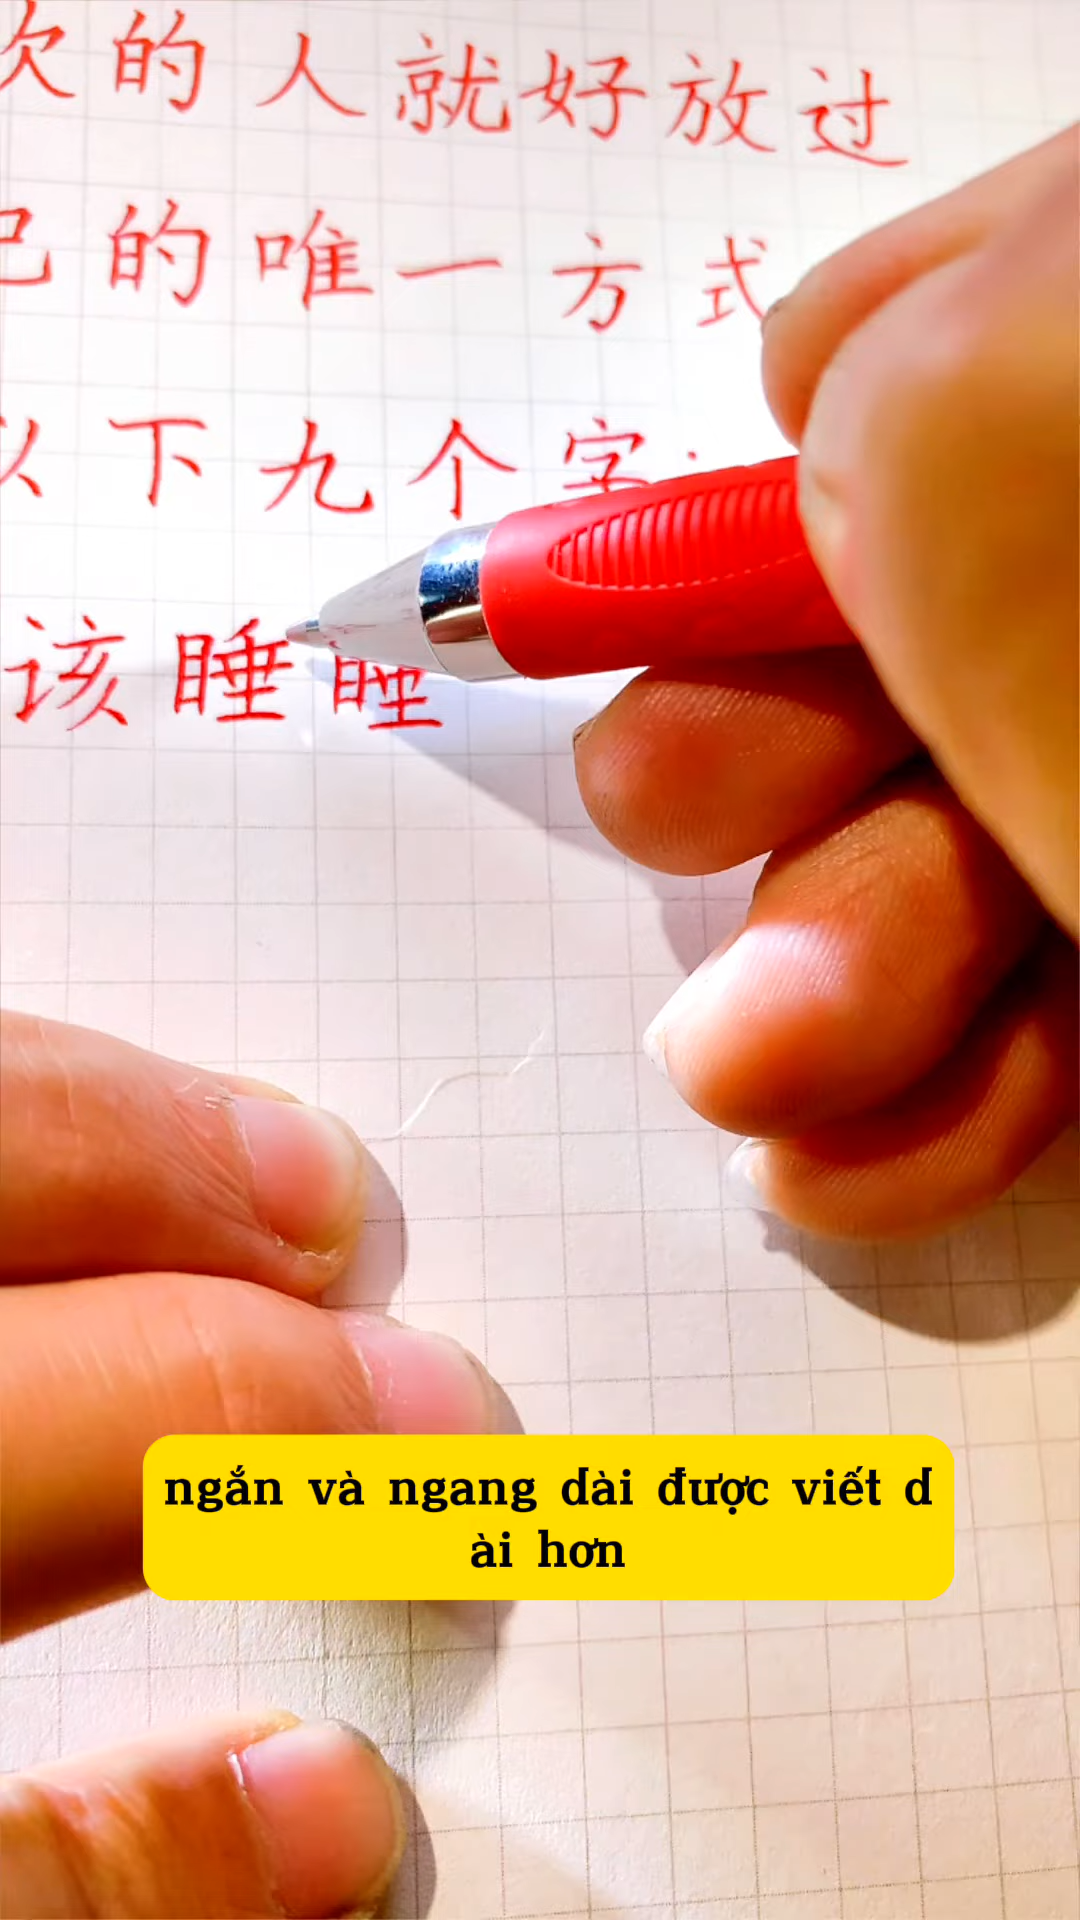 次的人就好放过
己的唯一方式
以下九个字:
该睡睡
ngắn và ngang dài được viết d
ài hơn